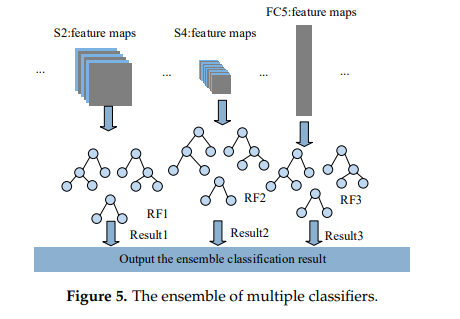 FC5:feature maps
S2:feature maps
S4:feature maps
...
...
...
...
RF1
RF2
RF3
Result1
Result2
Result3
Output the ensemble classification result
Figure 5. The ensemble of multiple classifiers.